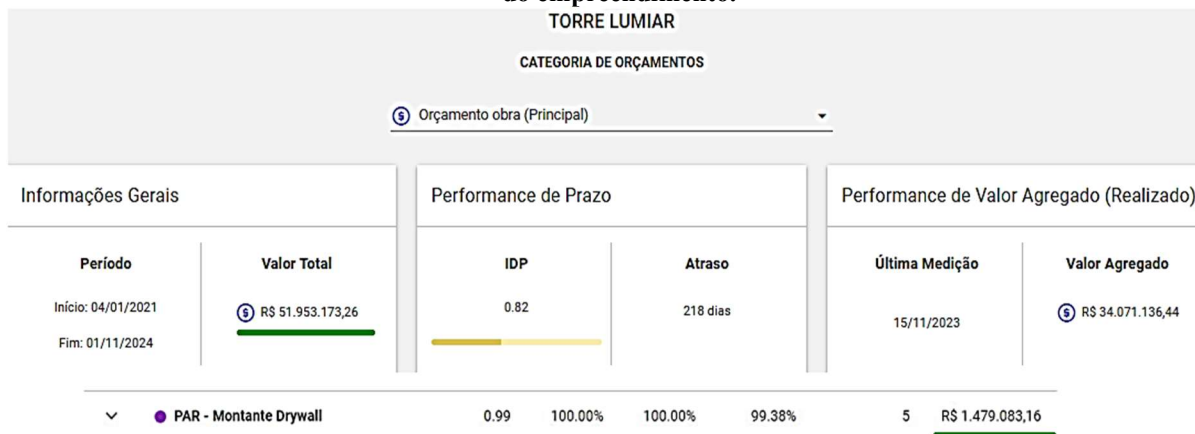 do empreendimento.
TORRE LUMIAR
CATEGORIA DE ORÇAMENTOS
Orçamento obra (Principal)
Informações Gerais
Período
Início: 04/01/2021
Fim: 01/11/2024
Valor Total
R$ 51.953.173,26
Performance de Prazo
IDP
0.82
Atraso
218 dias
Performance de Valor Agregado (Realizado)
Última Medição
15/11/2023
Valor Agregado
R$ 34.071.136,44
PAR - Montante Drywall 0.99 100.00% 100.00% 99.38% 5 R$ 1.479.083,16